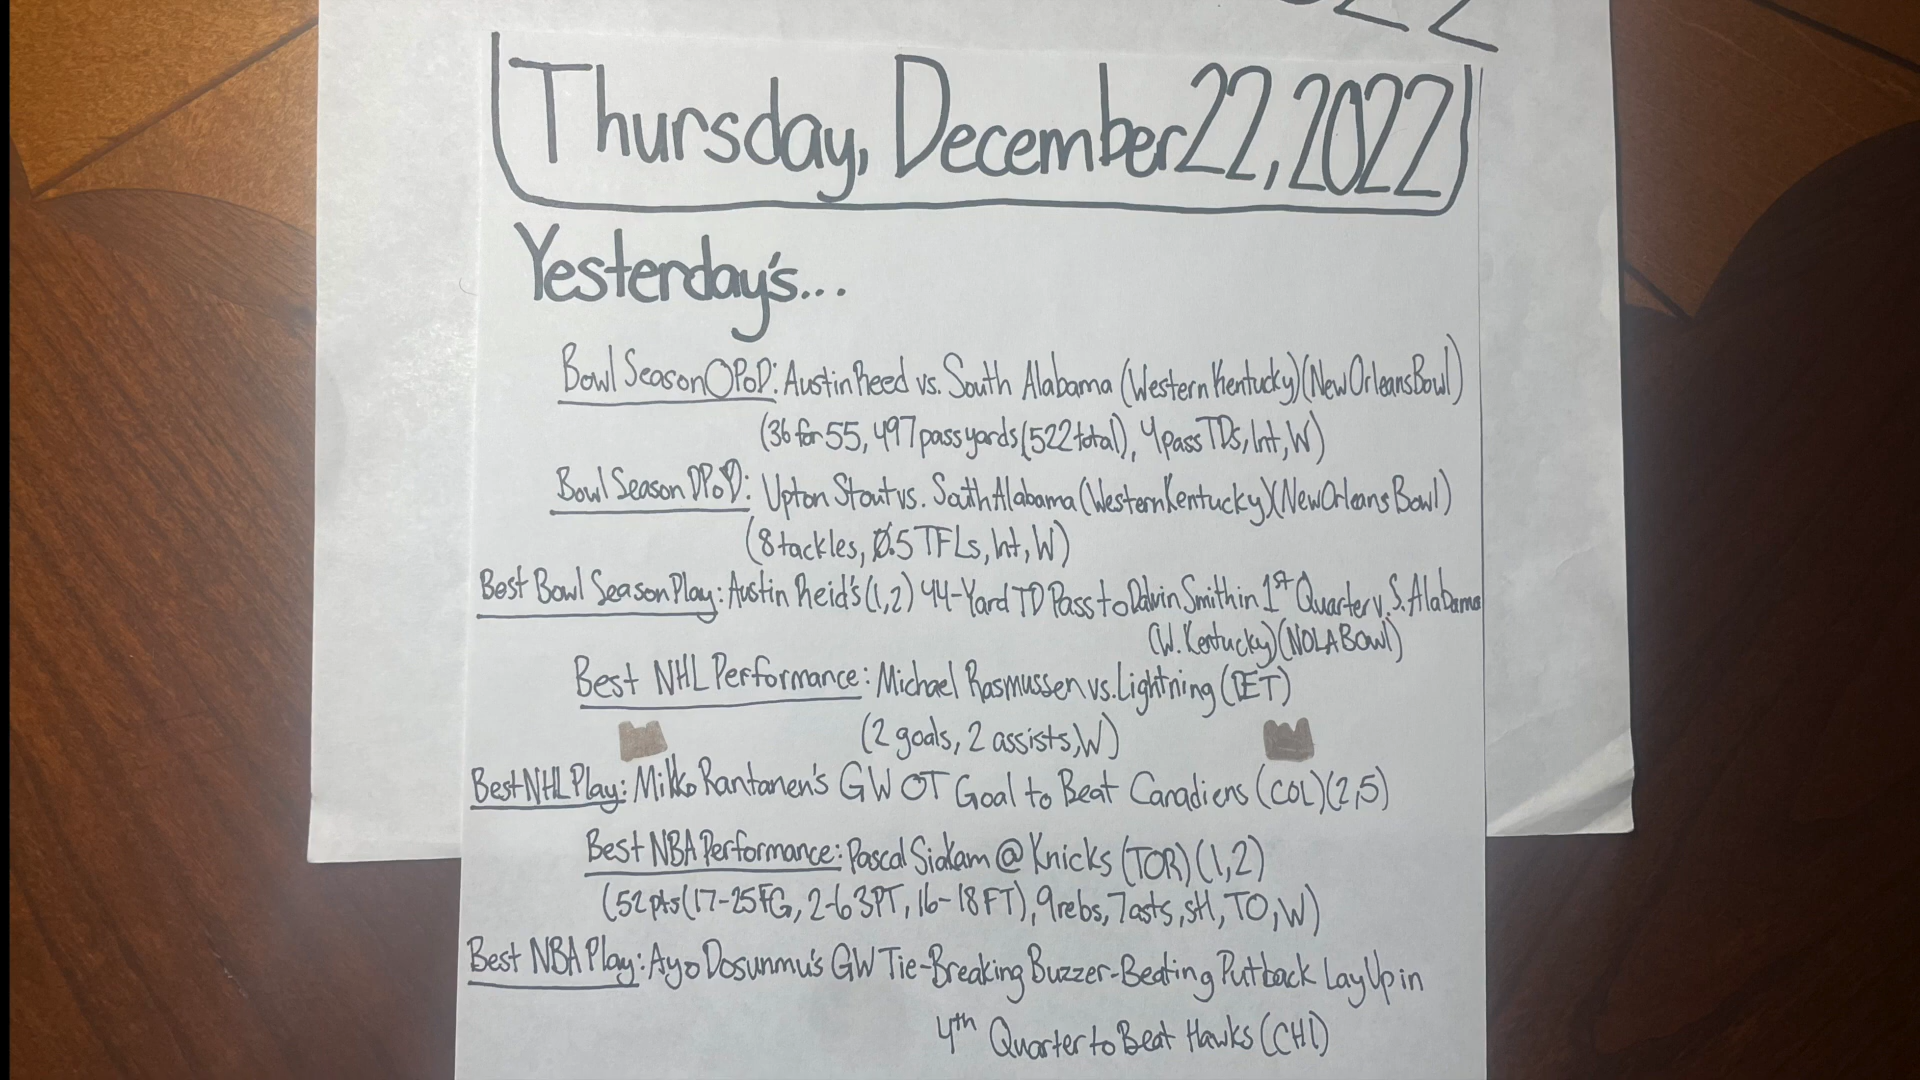 Thursday, December 22, 2022
Yesterday's...
Bowl Season OPoD: Austin Reed vs. South Alabama (Western Kentucky)(New Orleans Bowl)
(36 for 55, 497 pass yards (522 total), 4 pass TDs, Int, W)
Bowl Season DPoD: Upton Stout vs. South Alabama (Western Kentucky)(New Orleans Bowl)
(8 tackles, 0.5 TFLs, Int, W)
Best Bowl Season Play: Austin Reid's (1,2) 44-Yard TD Pass to Dalvin Smith in 1st Quarter v. S. Alabama
(W. Kentucky)(NOLA Bowl)
Best NHL Performance: Michael Rasmussen vs. Lightning (DET)
(2 goals, 2 assists, W)
Best NHL Play: Mikko Rantanen's GW OT Goal to Beat Canadiens (COL)(2,5)
Best NBA Performance: Pascal Siakam @ Knicks (TOR)(1,2)
(52 pts (17-25 FG, 2-6 3PT, 16-18 FT), 9 rebs, 7 asts, stl, TO, W)
Best NBA Play: Ayo Dosunmu's GW Tie-Breaking Buzzer-Beating Putback Lay Up in
4th Quarter to Beat Hawks (CHI)